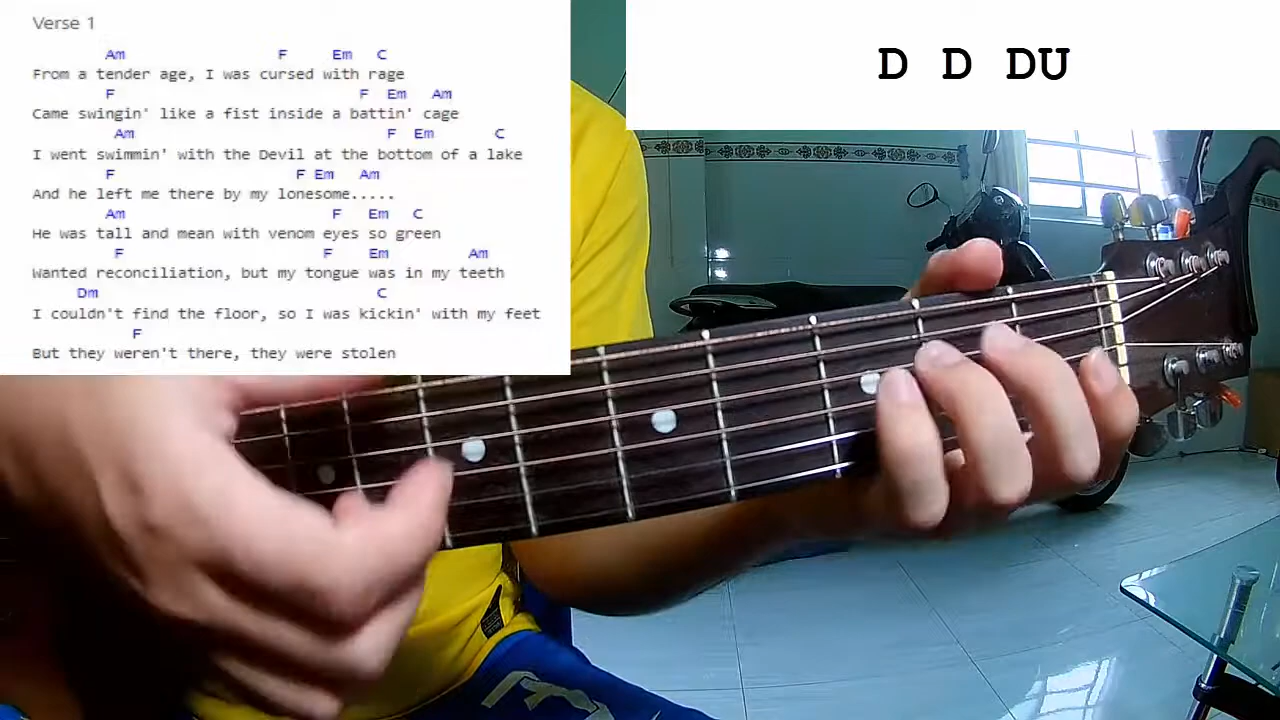 Verse 1
Am F Em C
From a tender age, I was cursed with rage
F F Em Am
Came swingin' like a fist inside a battin' cage
Am F Em C
I went swimmin' with the Devil at the bottom of a lake
F F Em Am
And he left me there by my lonesome.....
Am F Em C
He was tall and mean with venom eyes so green
F F Em Am
Wanted reconciliation, but my tongue was in my teeth
Dm C
I couldn't find the floor, so I was kickin' with my feet
F
But they weren't there, they were stolen
D D DU